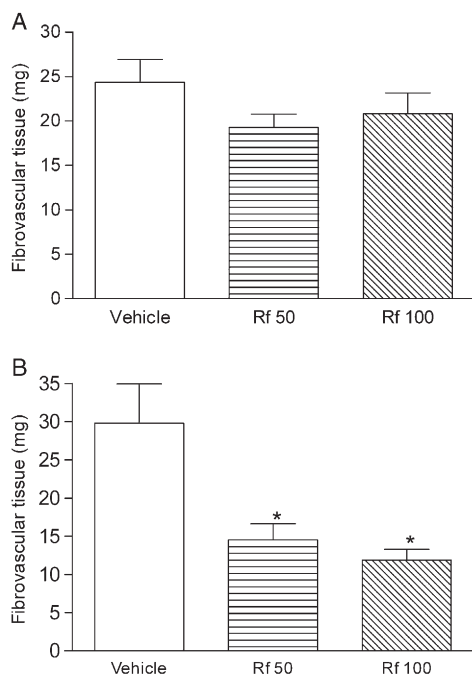 A
Fibrovascular tissue (mg)
30
25
20
15
10
5
0
Vehicle
Rf 50
Rf 100
B
Fibrovascular tissue (mg)
35
30
25
20
15
10
5
0
*
*
Vehicle
Rf 50
Rf 100